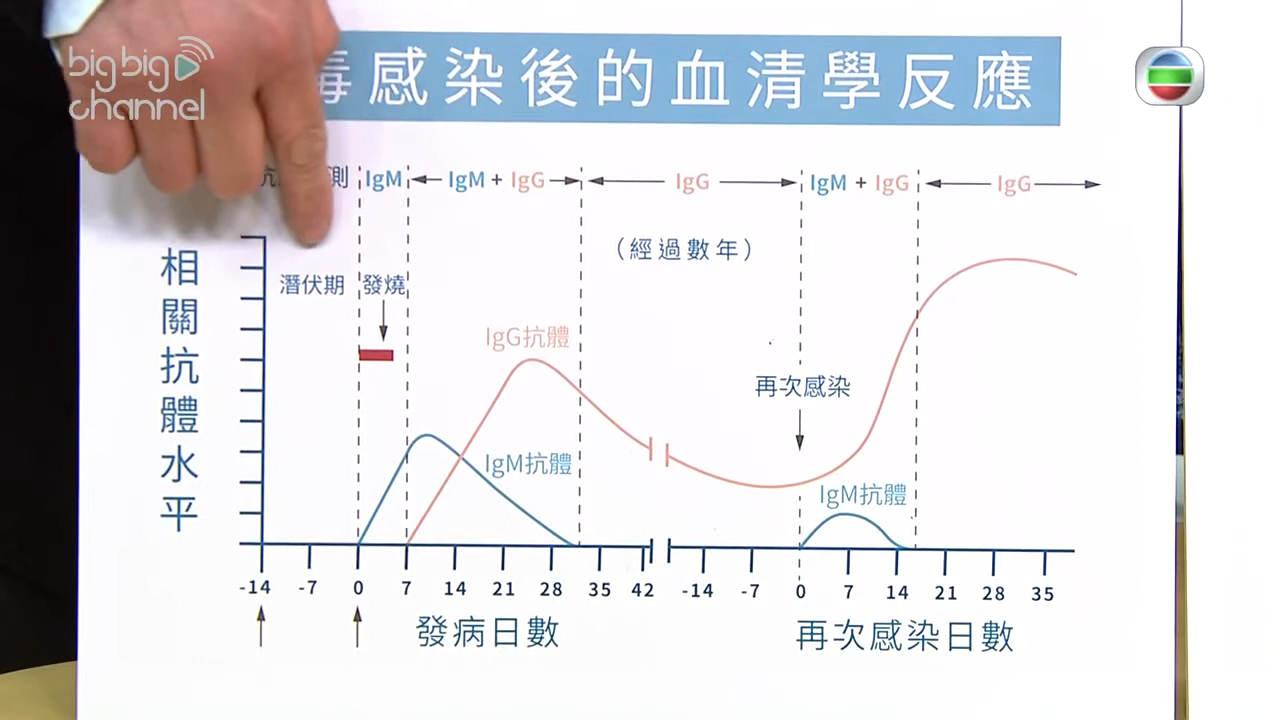 big big
channel
毒感染後的血清學反應
測 IgM IgM + IgG IgG IgM + IgG IgG
（經過數年）
潛伏期 發燒
相關抗體水平
IgG抗體
再次感染
IgM抗體
IgM抗體
-14 -7 0 7 14 21 28 35 42 -14 -7 0 7 14 21 28 35
發病日數 再次感染日數